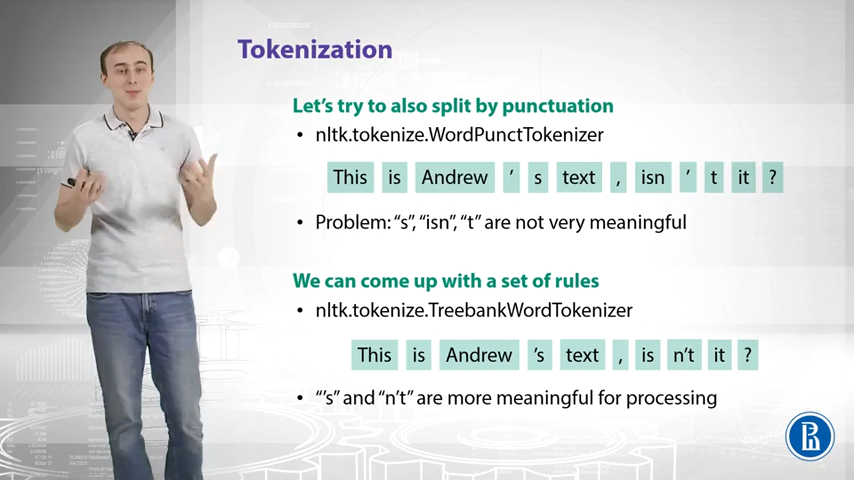 Tokenization
Let's try to also split by punctuation
• nltk.tokenize.WordPunctTokenizer
This is Andrew ' s text , isn ' t it ?
• Problem: “s”, “isn”, “t” are not very meaningful
We can come up with a set of rules
• nltk.tokenize.TreebankWordTokenizer
This is Andrew 's text , is n't it ?
• “'s” and “n't” are more meaningful for processing